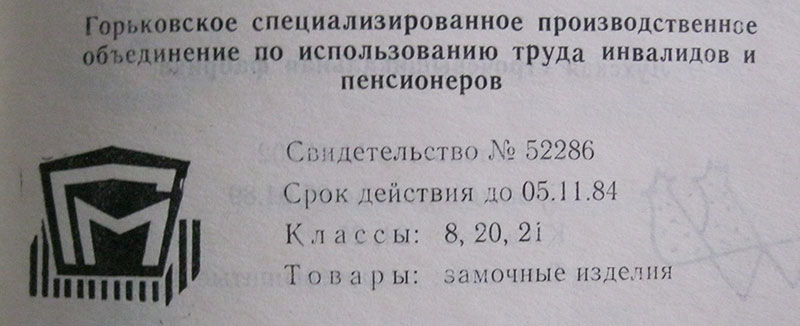 Горьковское специализированное производственное
объединение по использованию труда инвалидов и
пенсионеров
Свидетельство № 52286
Срок действия до 05.11.84
Классы: 8, 20, 21
Товары: замочные изделия